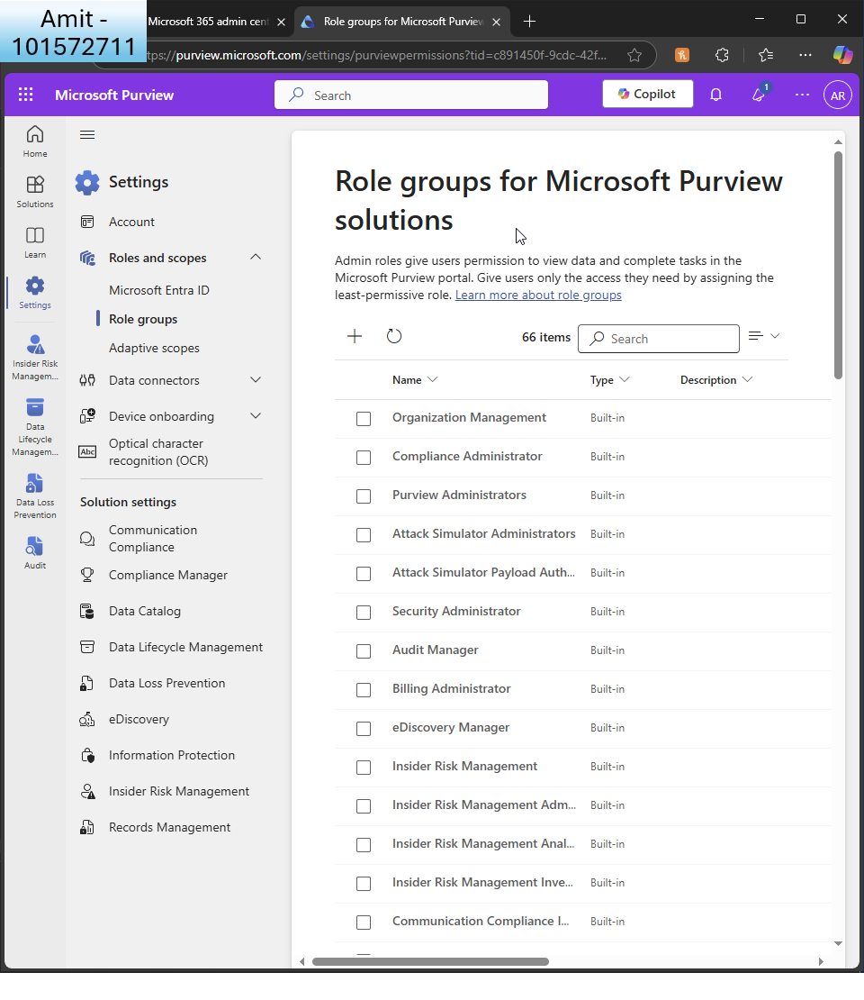 Amit -
101572711
Microsoft 365 admin cen
Role groups for Microsoft Purview
tps://purview.microsoft.com/settings/purviewpermissions?tid=c891450f-9cdc-42f...
Microsoft Purview
Search
Copilot
1
AR
Home
Solutions
Learn
Settings
Insider Risk
Managem...
Data
Lifecycle
Managem...
Data Loss
Prevention
Audit
Settings
Account
Roles and scopes
Microsoft Entra ID
Role groups
Adaptive scopes
Data connectors
Device onboarding
Abc
Optical character
recognition (OCR)
Solution settings
Communication
Compliance
Compliance Manager
Data Catalog
Data Lifecycle Management
Data Loss Prevention
eDiscovery
Information Protection
Insider Risk Management
Records Management
Role groups for Microsoft Purview
solutions
Admin roles give users permission to view data and complete tasks in the
Microsoft Purview portal. Give users only the access they need by assigning the
least-permissive role. Learn more about role groups
66 items
Search
Name Type Description
Organization Management Built-in
Compliance Administrator Built-in
Purview Administrators Built-in
Attack Simulator Administrators Built-in
Attack Simulator Payload Auth... Built-in
Security Administrator Built-in
Audit Manager Built-in
Billing Administrator Built-in
eDiscovery Manager Built-in
Insider Risk Management Built-in
Insider Risk Management Adm... Built-in
Insider Risk Management Anal... Built-in
Insider Risk Management Inve... Built-in
Communication Compliance I... Built-in